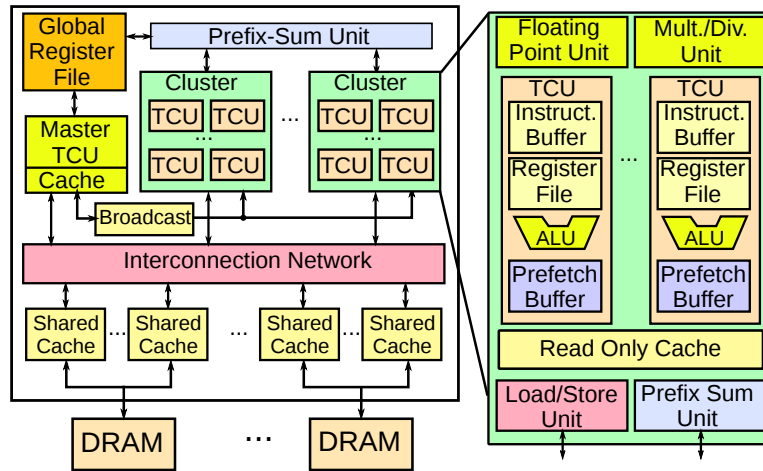 Global
Register
File
Prefix-Sum Unit
Master
TCU
Cache
Cluster
TCU TCU
...
TCU TCU
...
Cluster
TCU TCU
...
TCU TCU
Broadcast
Interconnection Network
Shared
Cache
...
Shared
Cache
...
Shared
Cache
...
Shared
Cache
DRAM
...
DRAM
Floating
Point Unit
Mult./Div.
Unit
TCU
Instruct.
Buffer
Register
File
ALU
Prefetch
Buffer
...
TCU
Instruct.
Buffer
Register
File
ALU
Prefetch
Buffer
Read Only Cache
Load/Store
Unit
Prefix Sum
Unit